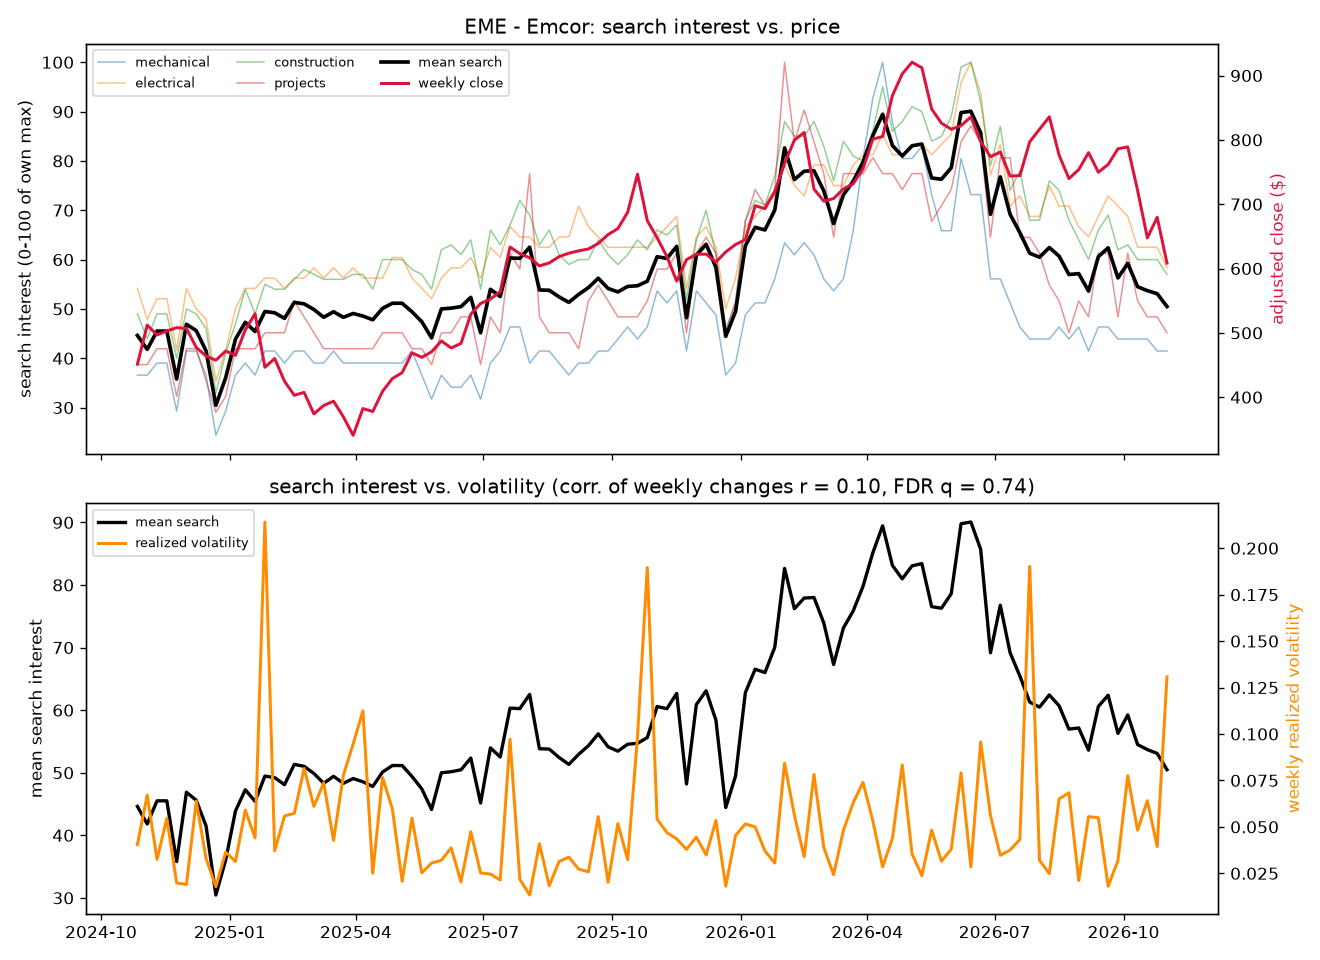 EME - Emcor: search interest vs. price
mechanical
electrical
construction
projects
mean search
weekly close
search interest (0-100 of own max)
100
90
80
70
60
50
40
30
adjusted close ($)
900
800
700
600
500
400
search interest vs. volatility (corr. of weekly changes r = 0.10, FDR q = 0.74)
mean search
realized volatility
mean search interest
90
80
70
60
50
40
30
weekly realized volatility
0.200
0.175
0.150
0.125
0.100
0.075
0.050
0.025
2024-10
2025-01
2025-04
2025-07
2025-10
2026-01
2026-04
2026-07
2026-10